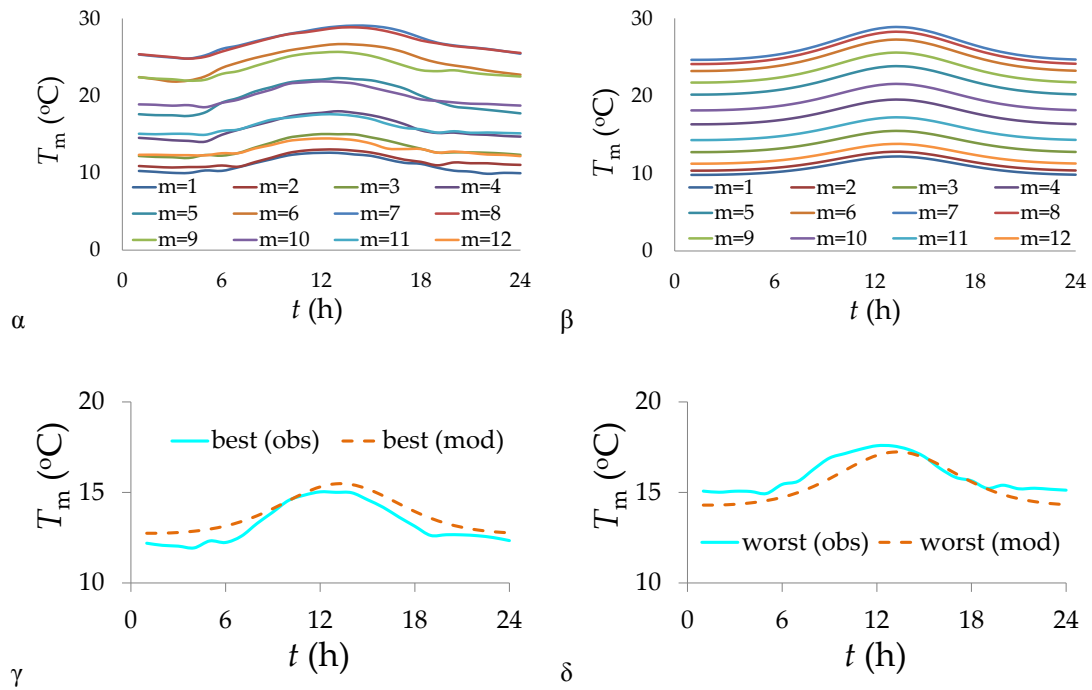 30
20
10
0
T_m (°C)
m=1 m=2 m=3 m=4
m=5 m=6 m=7 m=8
m=9 m=10 m=11 m=12
0 6 12 18 24
t (h)
α
30
20
10
0
T_m (°C)
m=1 m=2 m=3 m=4
m=5 m=6 m=7 m=8
m=9 m=10 m=11 m=12
0 6 12 18 24
t (h)
β
20
15
10
T_m (°C)
best (obs) best (mod)
0 6 12 18 24
t (h)
γ
20
15
10
T_m (°C)
worst (obs) worst (mod)
0 6 12 18 24
t (h)
δ